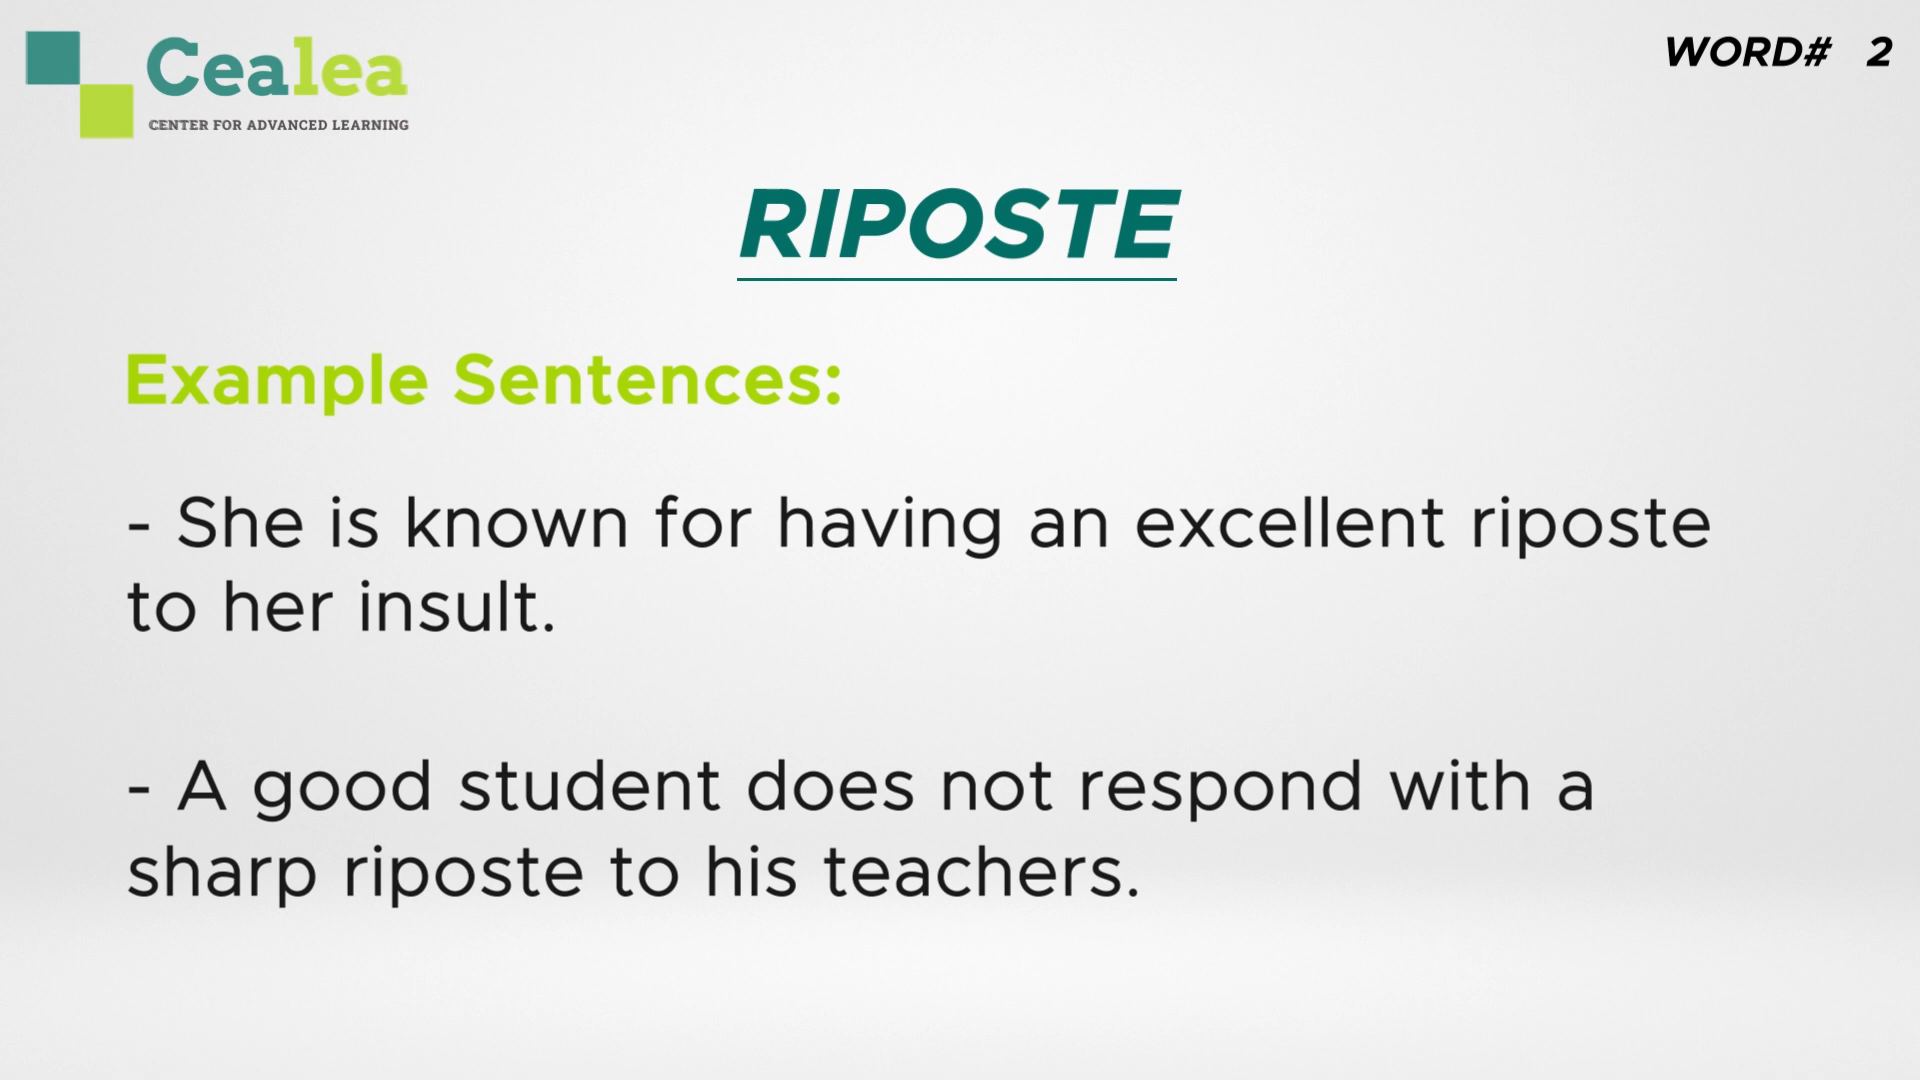 Cealea
CENTER FOR ADVANCED LEARNING
WORD# 2
RIPOSTE
Example Sentences:
- She is known for having an excellent riposte
to her insult.
- A good student does not respond with a
sharp riposte to his teachers.